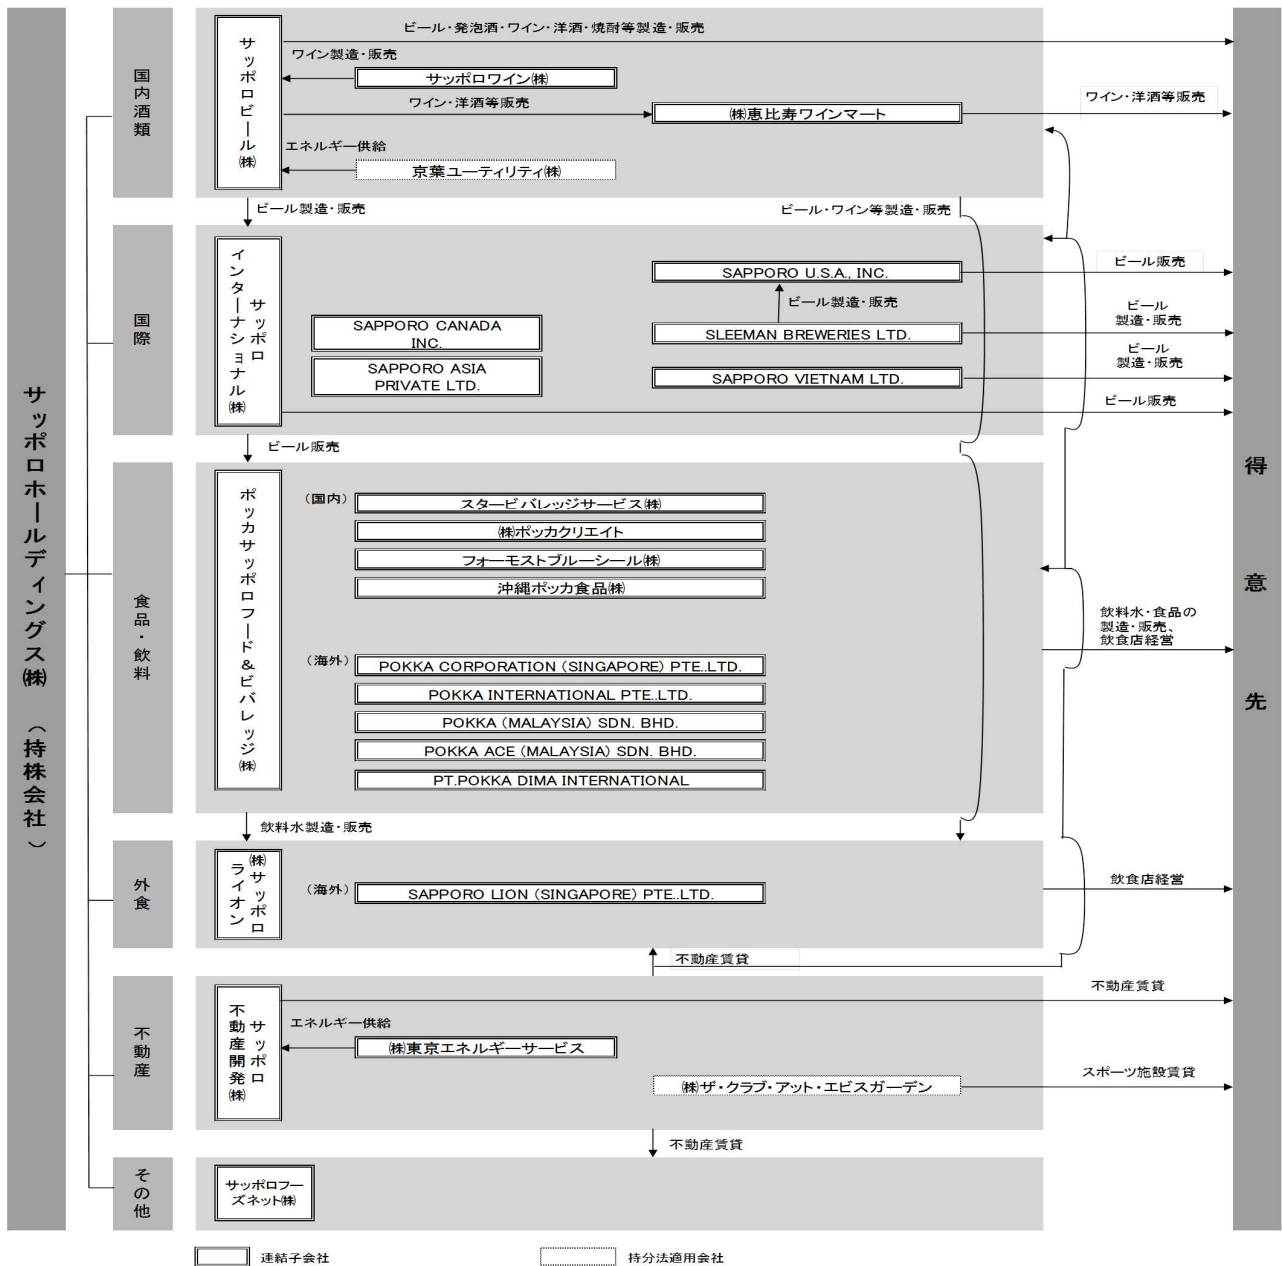 サッポロホールディングス㈱ （持株会社）
国内酒類
サッポロビール㈱
ビール・発泡酒・ワイン・洋酒・焼酎等製造・販売
ワイン製造・販売
サッポロワイン㈱
ワイン・洋酒等販売
㈱恵比寿ワインマート
ワイン・洋酒等販売
エネルギー供給
京葉ユーティリティ㈱
ビール製造・販売
ビール・ワイン等製造・販売
国際
サッポロ
インターナショナル㈱
SAPPORO U.S.A., INC.
ビール販売
ビール製造・販売
SAPPORO CANADA
INC.
SLEEMAN BREWERIES LTD.
ビール
製造・販売
SAPPORO ASIA
PRIVATE LTD.
SAPPORO VIETNAM LTD.
ビール
製造・販売
ビール販売
ビール販売
食品・飲料
ポッカサッポロフード＆ビバレッジ㈱
（国内）
スタービバレッジサービス㈱
㈱ポッカクリエイト
フォーモストブルーシール㈱
沖縄ポッカ食品㈱
（海外）
POKKA CORPORATION (SINGAPORE) PTE..LTD.
POKKA INTERNATIONAL PTE..LTD.
POKKA (MALAYSIA) SDN. BHD.
POKKA ACE (MALAYSIA) SDN. BHD.
PT.POKKA DIMA INTERNATIONAL
飲料水・食品の
製造・販売、
飲食店経営
飲料水製造・販売
外食
㈱サッポロ
ライオン
（海外）
SAPPORO LION (SINGAPORE) PTE..LTD.
飲食店経営
不動産賃貸
不動産
サッポロ
不動産開発㈱
不動産賃貸
エネルギー供給
㈱東京エネルギーサービス
㈱ザ・クラブ・アット・エビスガーデン
スポーツ施設賃貸
不動産賃貸
その他
サッポロフー
ズネット㈱
得意先
連結子会社
持分法適用会社